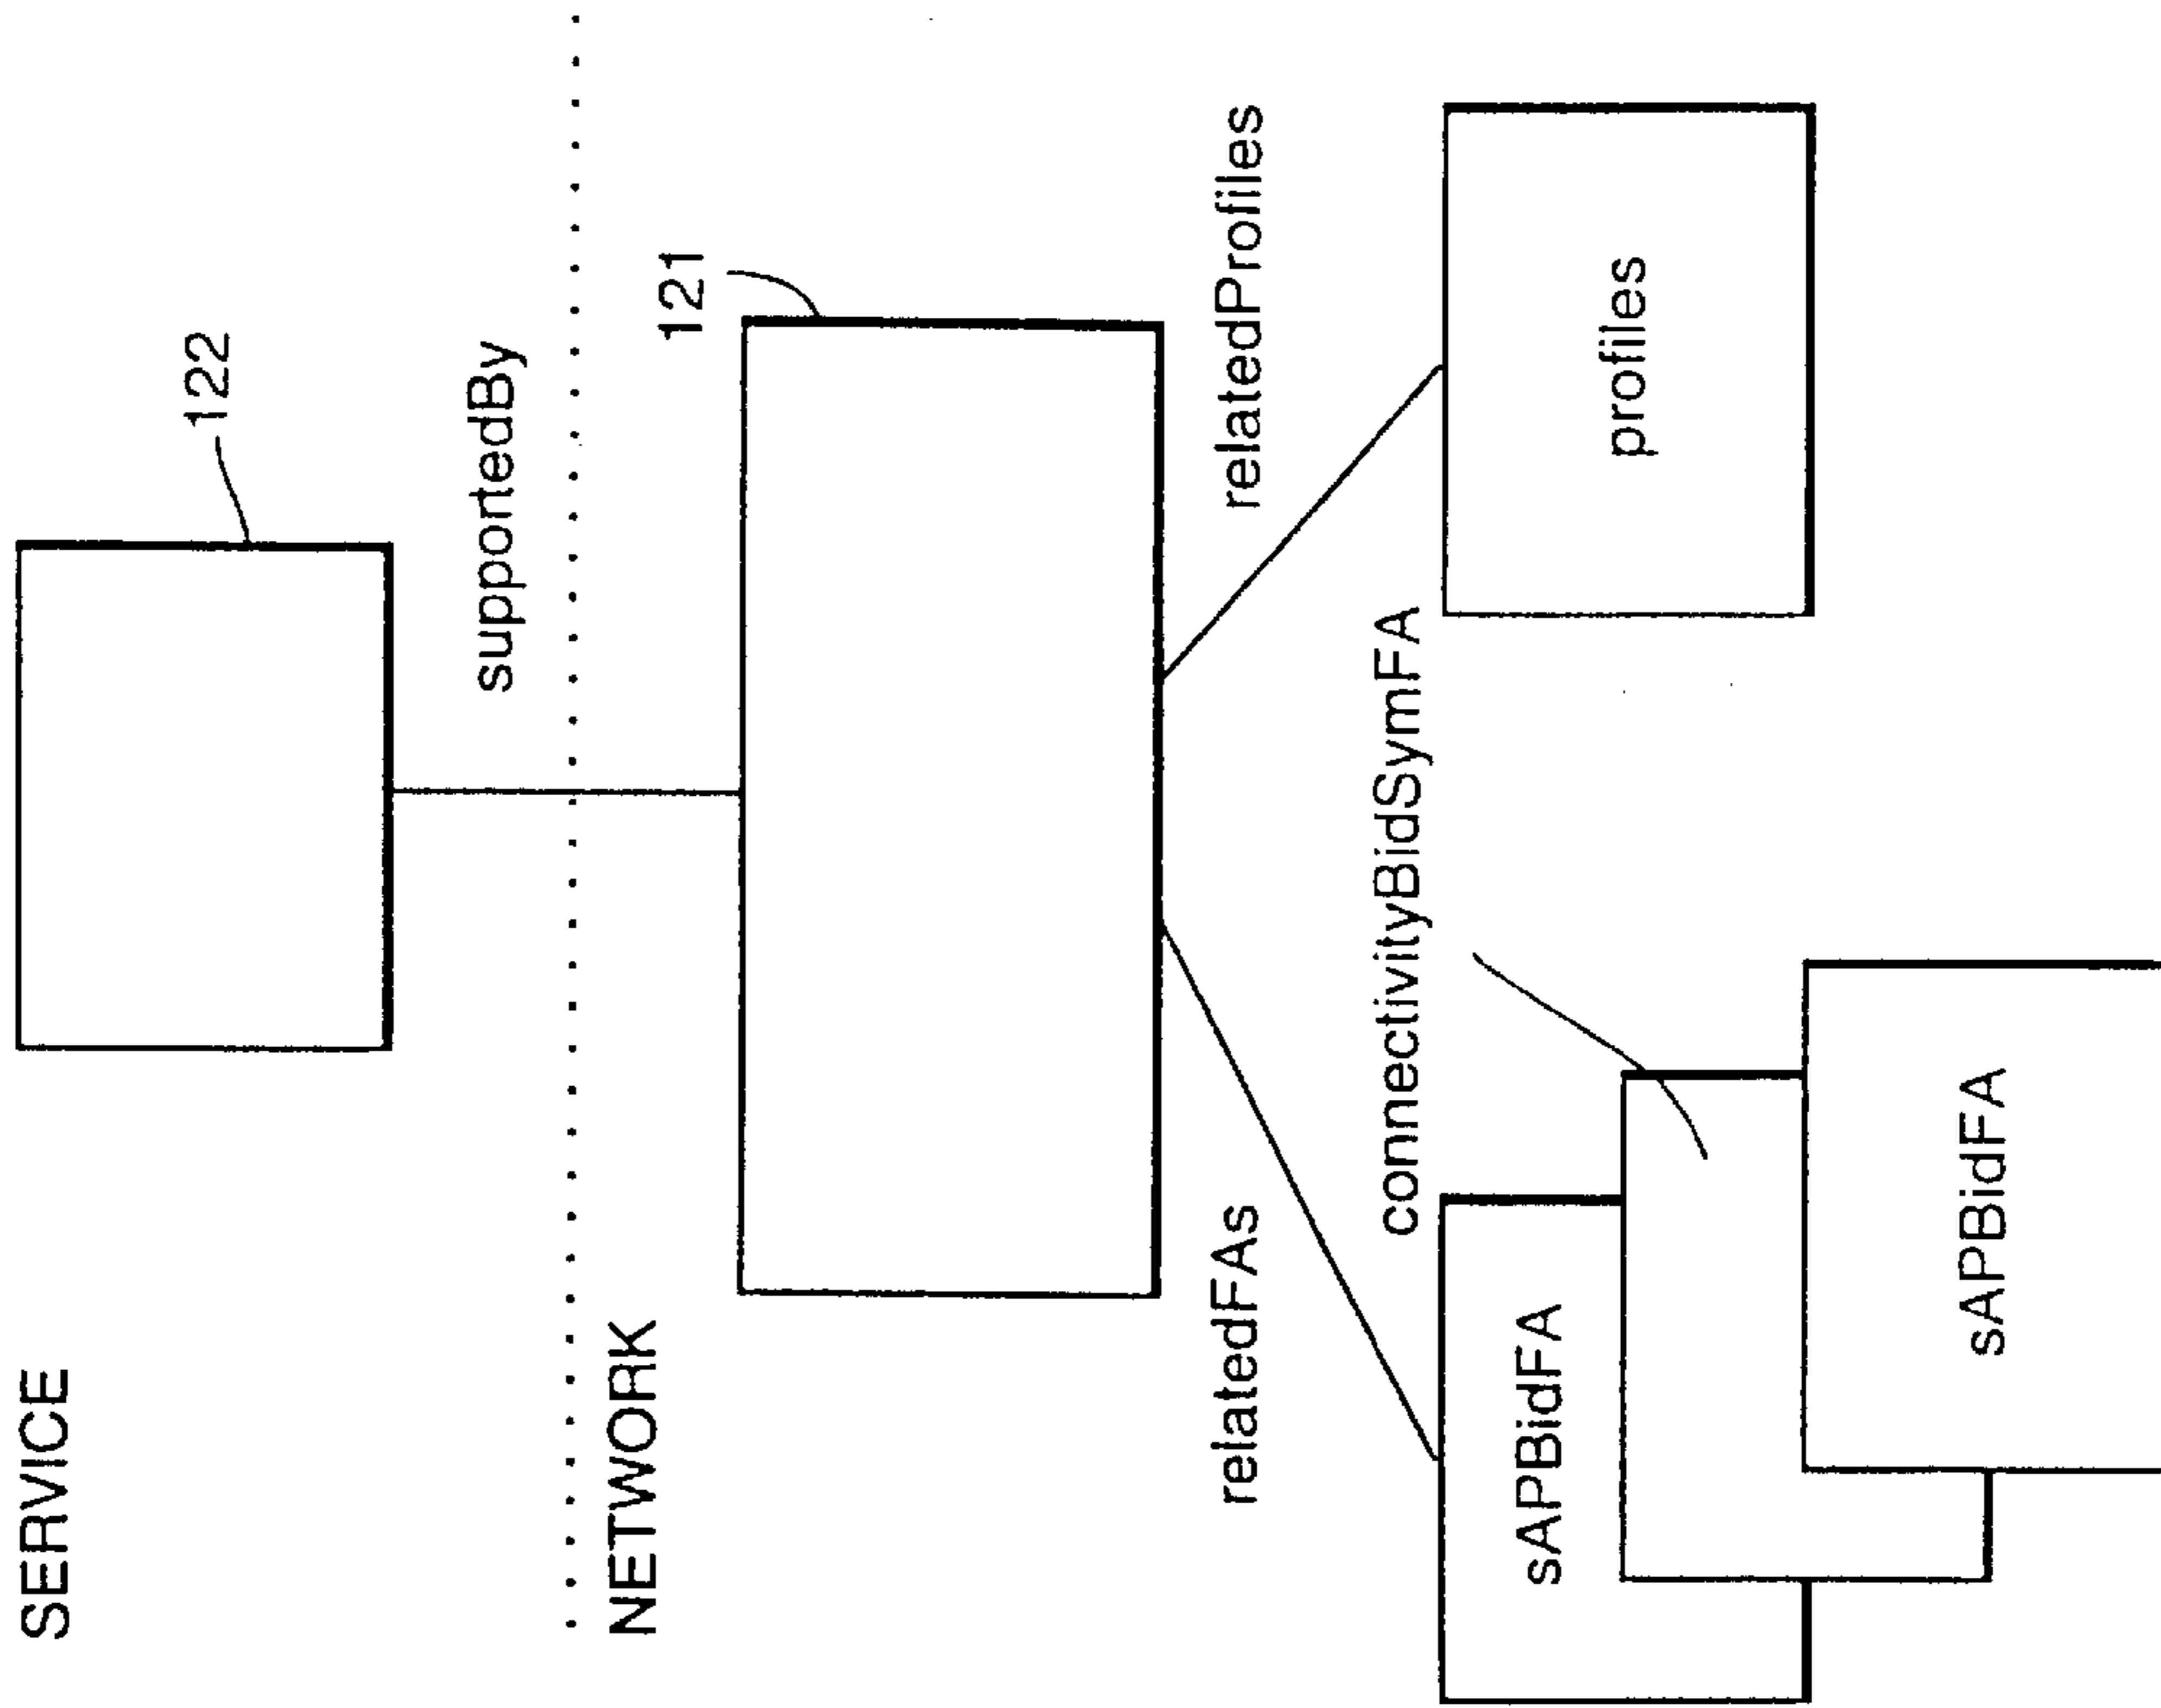 SERVICE
122
supportedBy
NETWORK
121
relatedFAs
relatedProfiles
connectivityBidSymFA
sAPBidFA
profiles
sAPBidFA